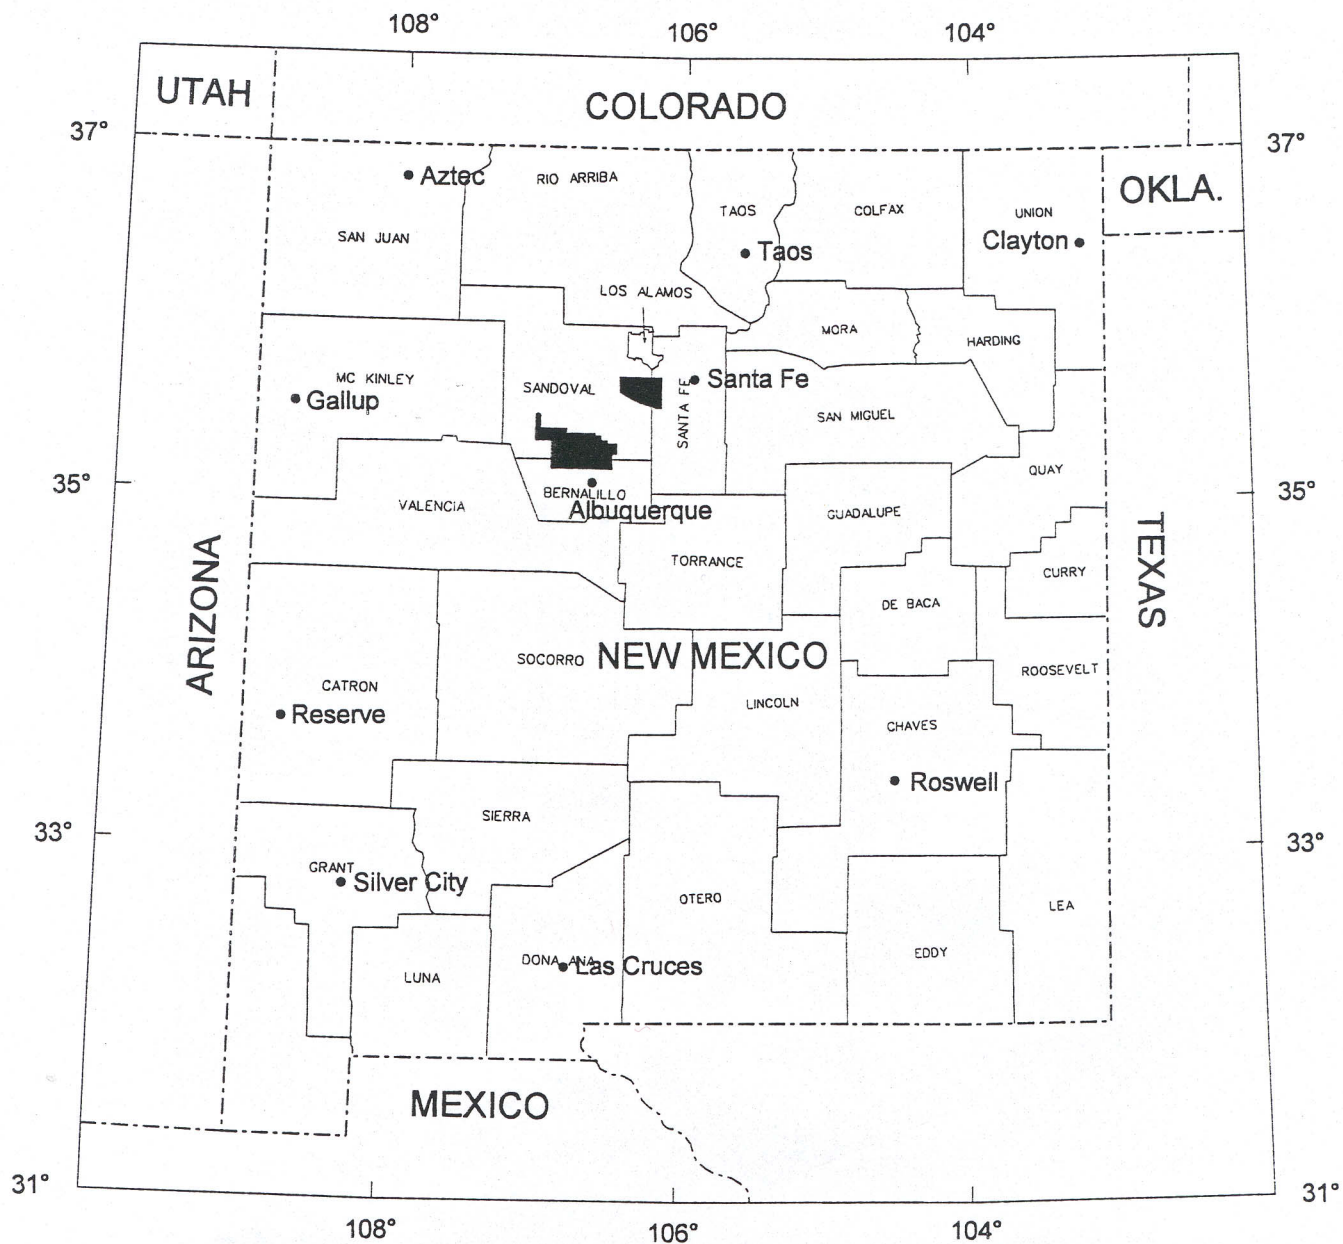 108° 106° 104°
UTAH
COLORADO
37° 37°
OKLA.
Aztec
RIO ARRIBA
TAOS
COLFAX
UNION
SAN JUAN
Clayton
Taos
LOS ALAMOS
MORA
HARDING
MC KINLEY
SANDOVAL
Santa Fe
Gallup
SANTA FE
SAN MIGUEL
QUAY
35° 35°
BERNALILLO
VALENCIA
Albuquerque
GUADALUPE
TORRANCE
CURRY
TEXAS
ARIZONA
DE BACA
SOCORRO
NEW MEXICO
ROOSEVELT
CATRON
LINCOLN
Reserve
CHAVES
Roswell
SIERRA
33° 33°
GRANT
Silver City
OTERO
LEA
EDDY
DONA ANA
Las Cruces
LUNA
MEXICO
31° 31°
108° 106° 104°